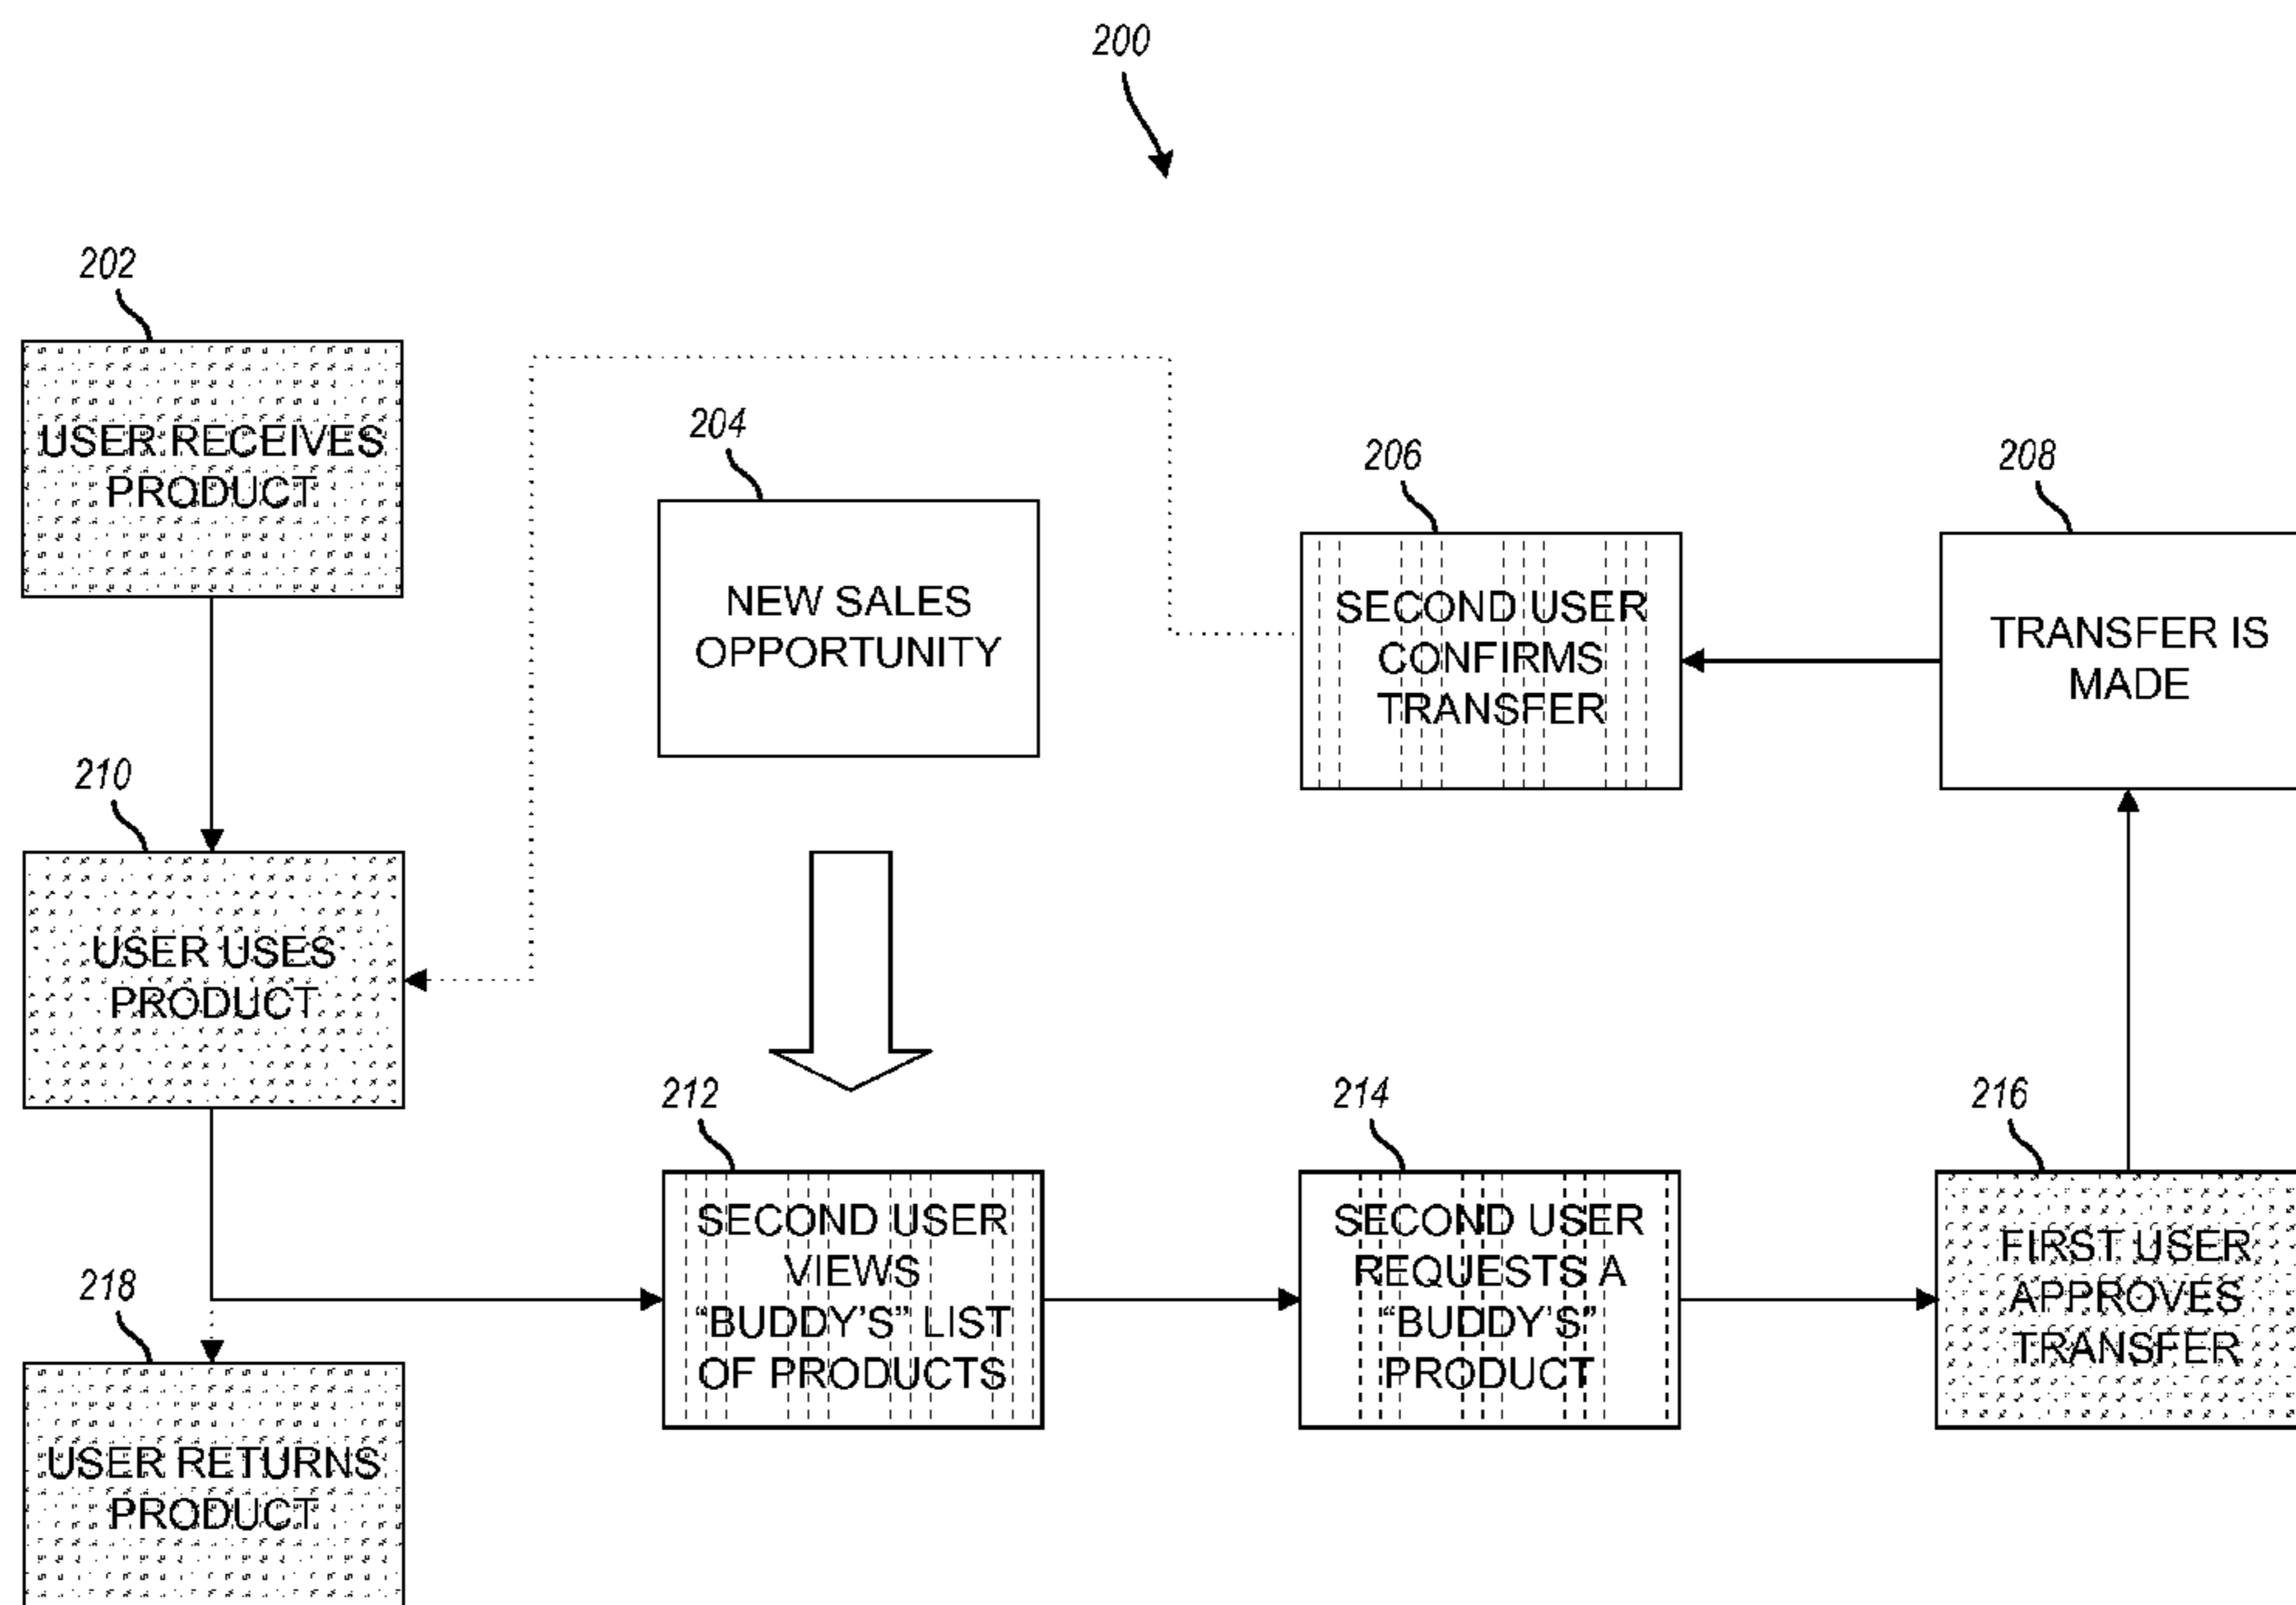 200
202
USER RECEIVES
PRODUCT
204
NEW SALES
OPPORTUNITY
206
SECOND USER
CONFIRMS
TRANSFER
208
TRANSFER IS
MADE
210
USER USES
PRODUCT
212
SECOND USER
VIEWS
“BUDDY’S” LIST
OF PRODUCTS
214
SECOND USER
REQUESTS A
“BUDDY’S”
PRODUCT
216
FIRST USER
APPROVES
TRANSFER
218
USER RETURNS
PRODUCT